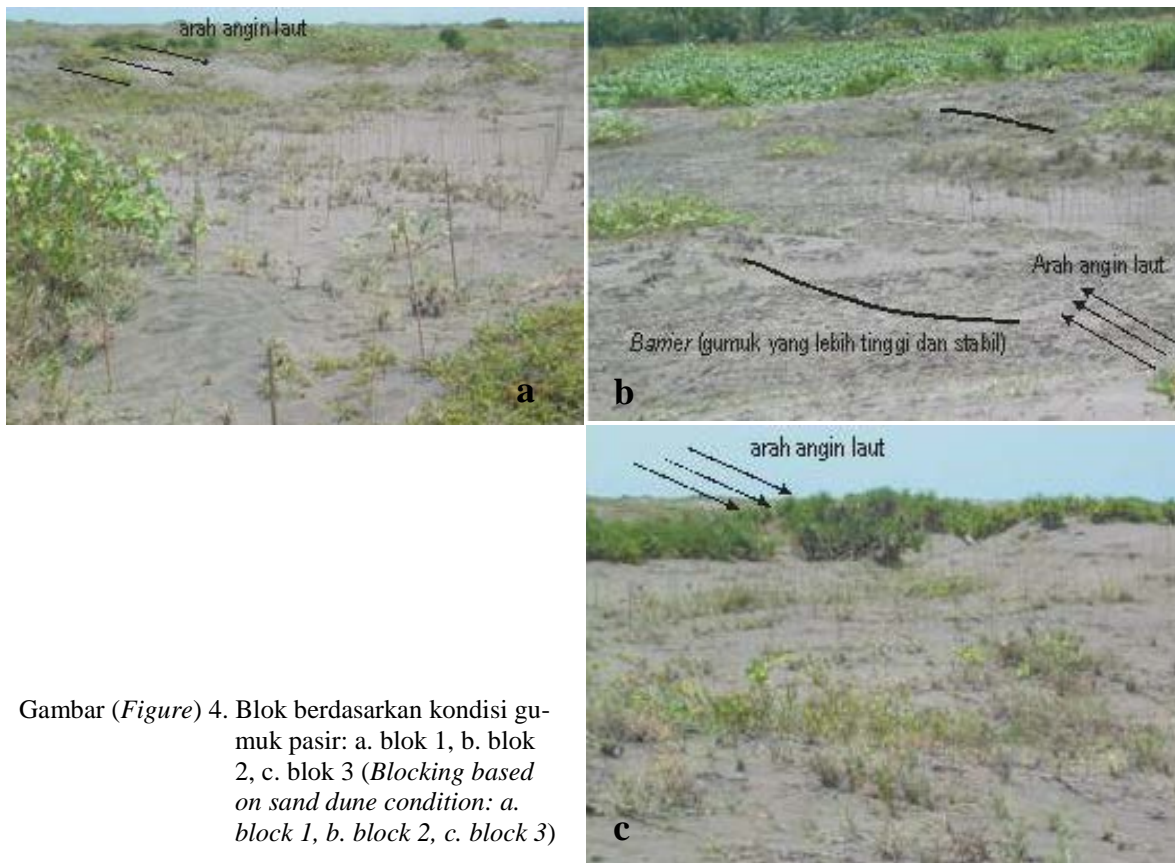 arah angin laut
a
Arah angin laut
Barrier (gumuk yang lebih tinggi dan stabil)
b
arah angin laut
c
Gambar (Figure) 4. Blok berdasarkan kondisi gu-
muk pasir: a. blok 1, b. blok
2, c. blok 3 (Blocking based
on sand dune condition: a.
block 1, b. block 2, c. block 3)